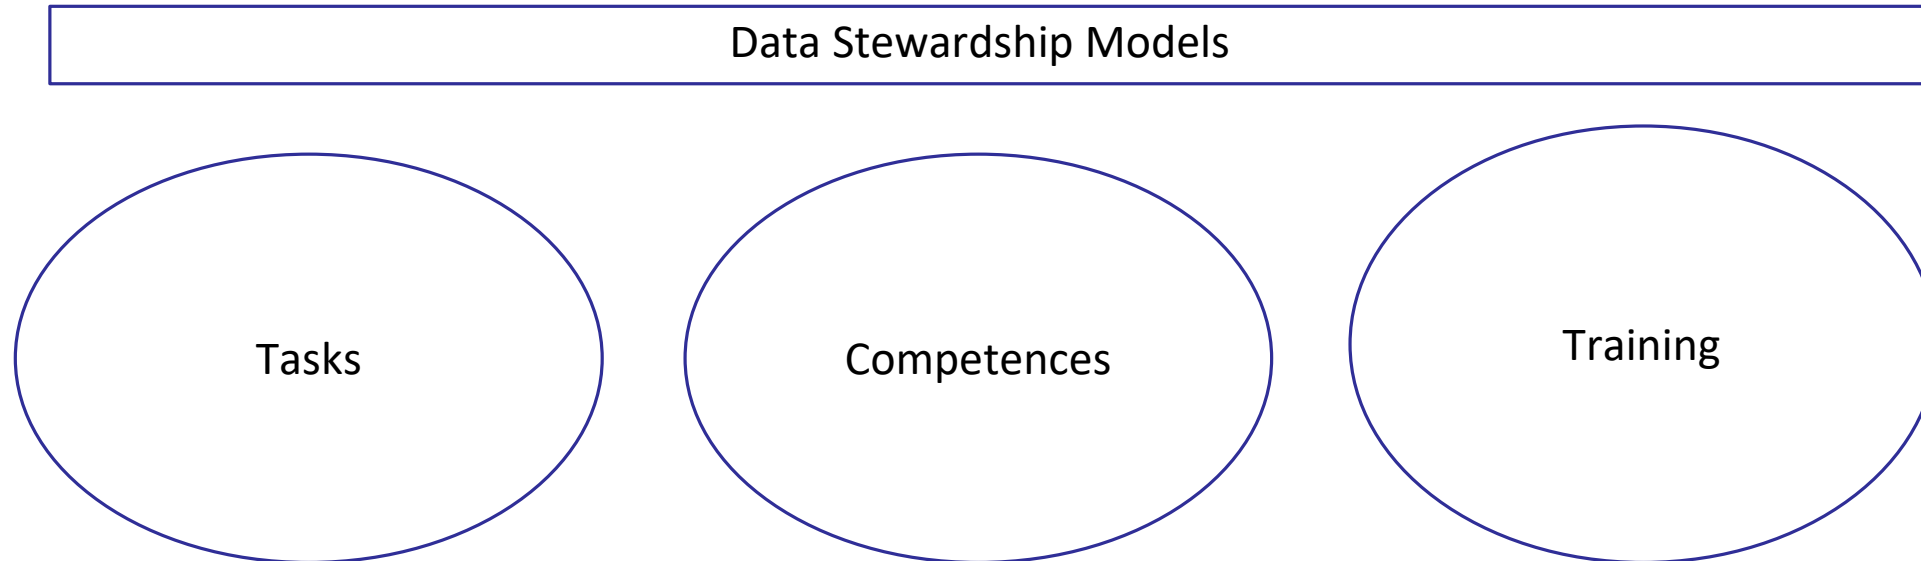 Data Stewardship Models
Tasks
Competences
Training